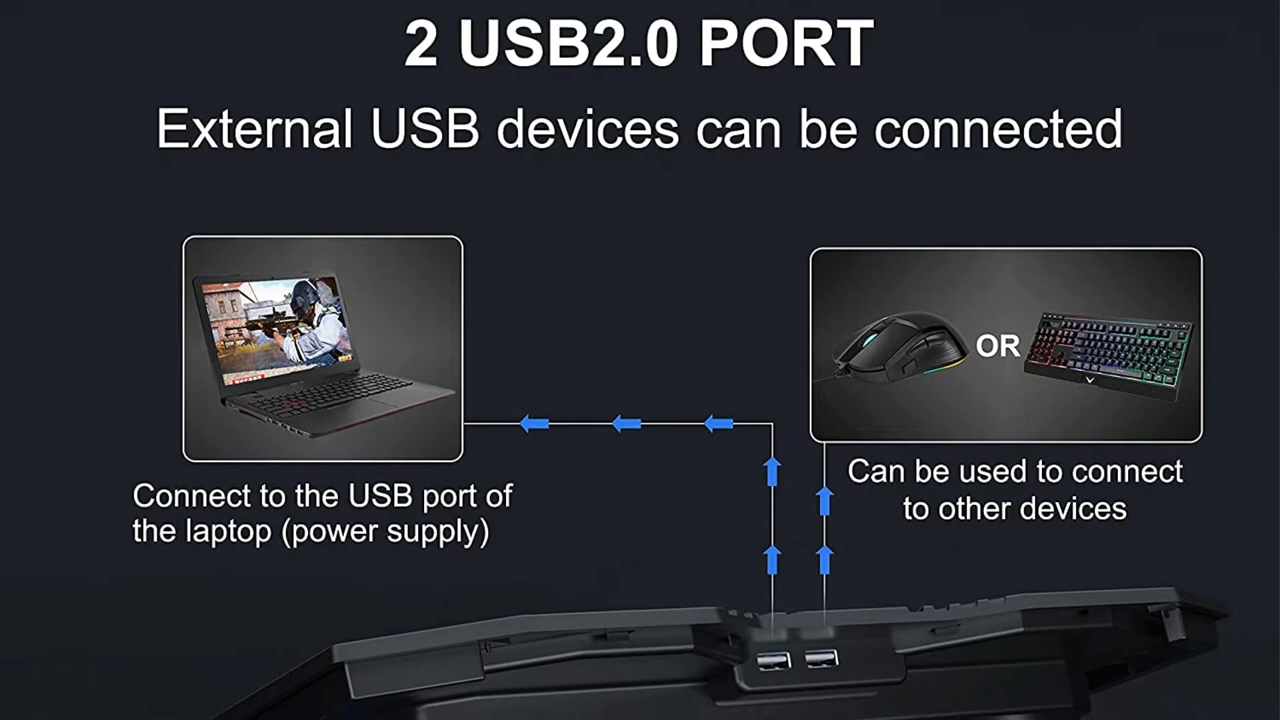 2 USB2.0 PORT
External USB devices can be connected
OR
Connect to the USB port of
the laptop (power supply)
Can be used to connect
to other devices